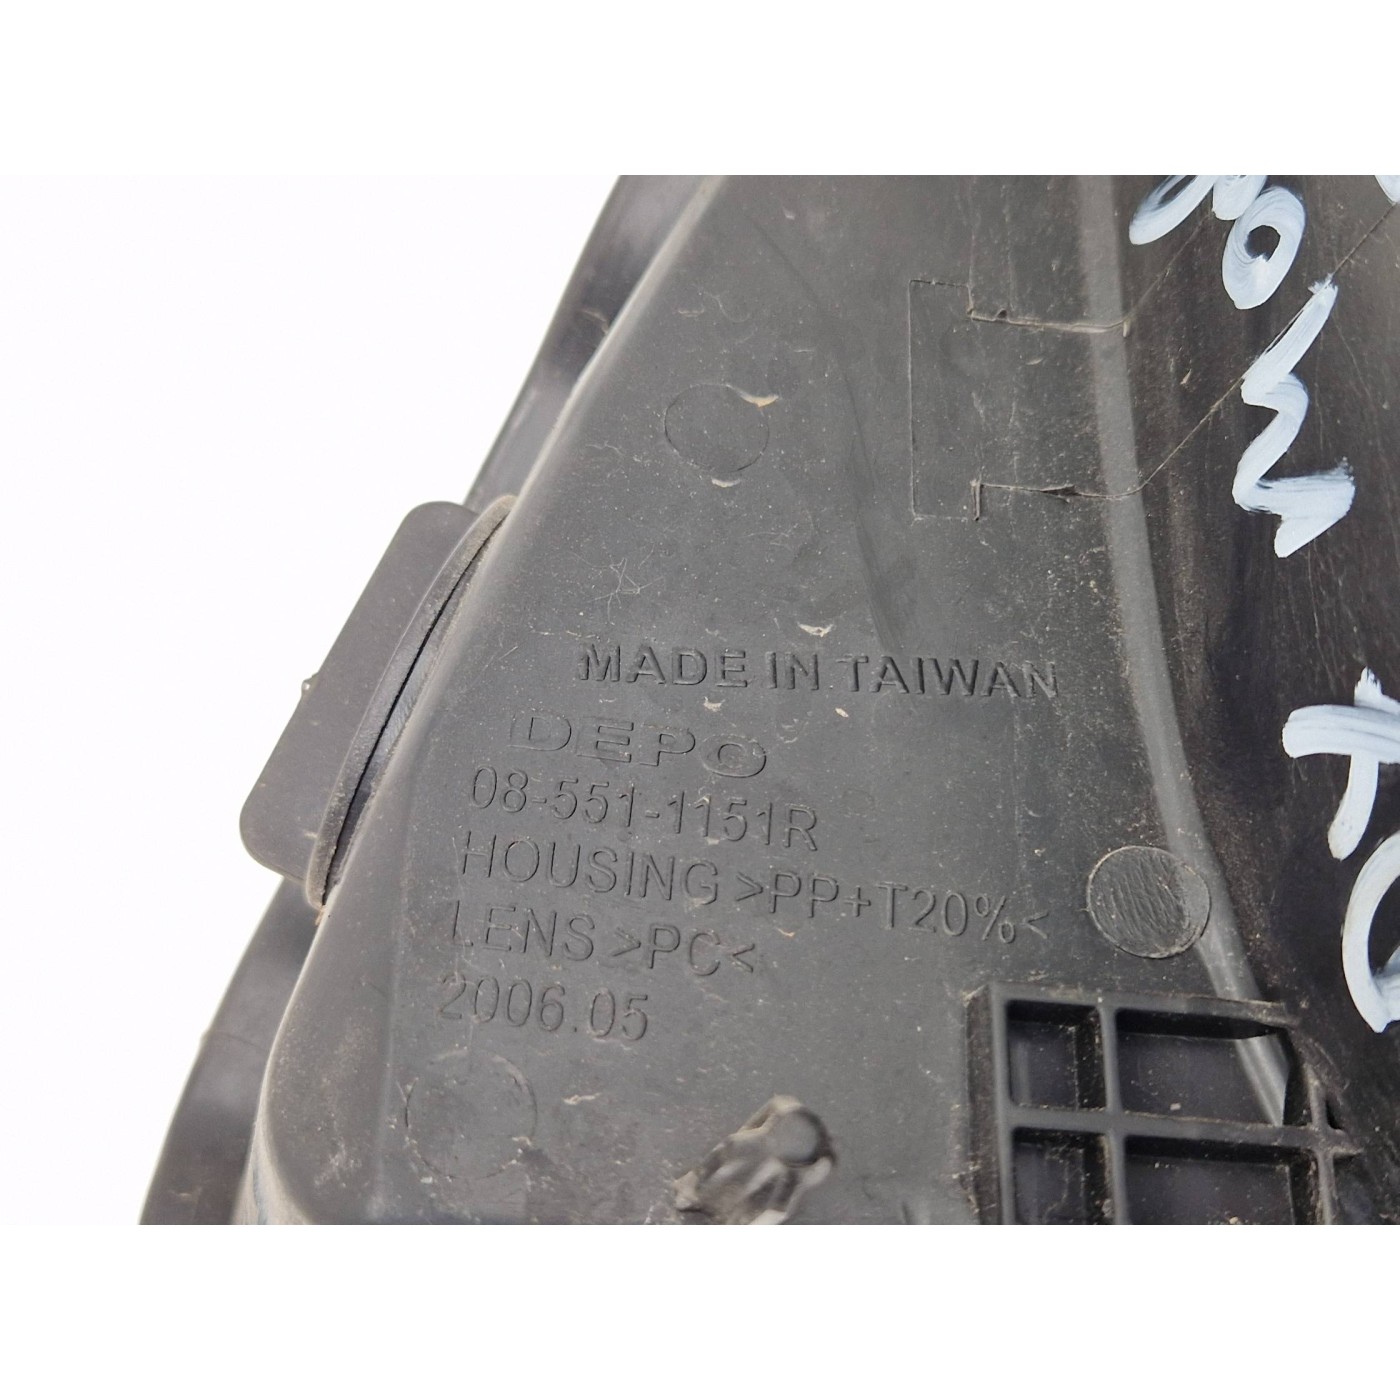 MADE IN TAIWAN
DEPO
08-551-1151R
HOUSING >PP+T20%<
LENS >PC<
2006.05